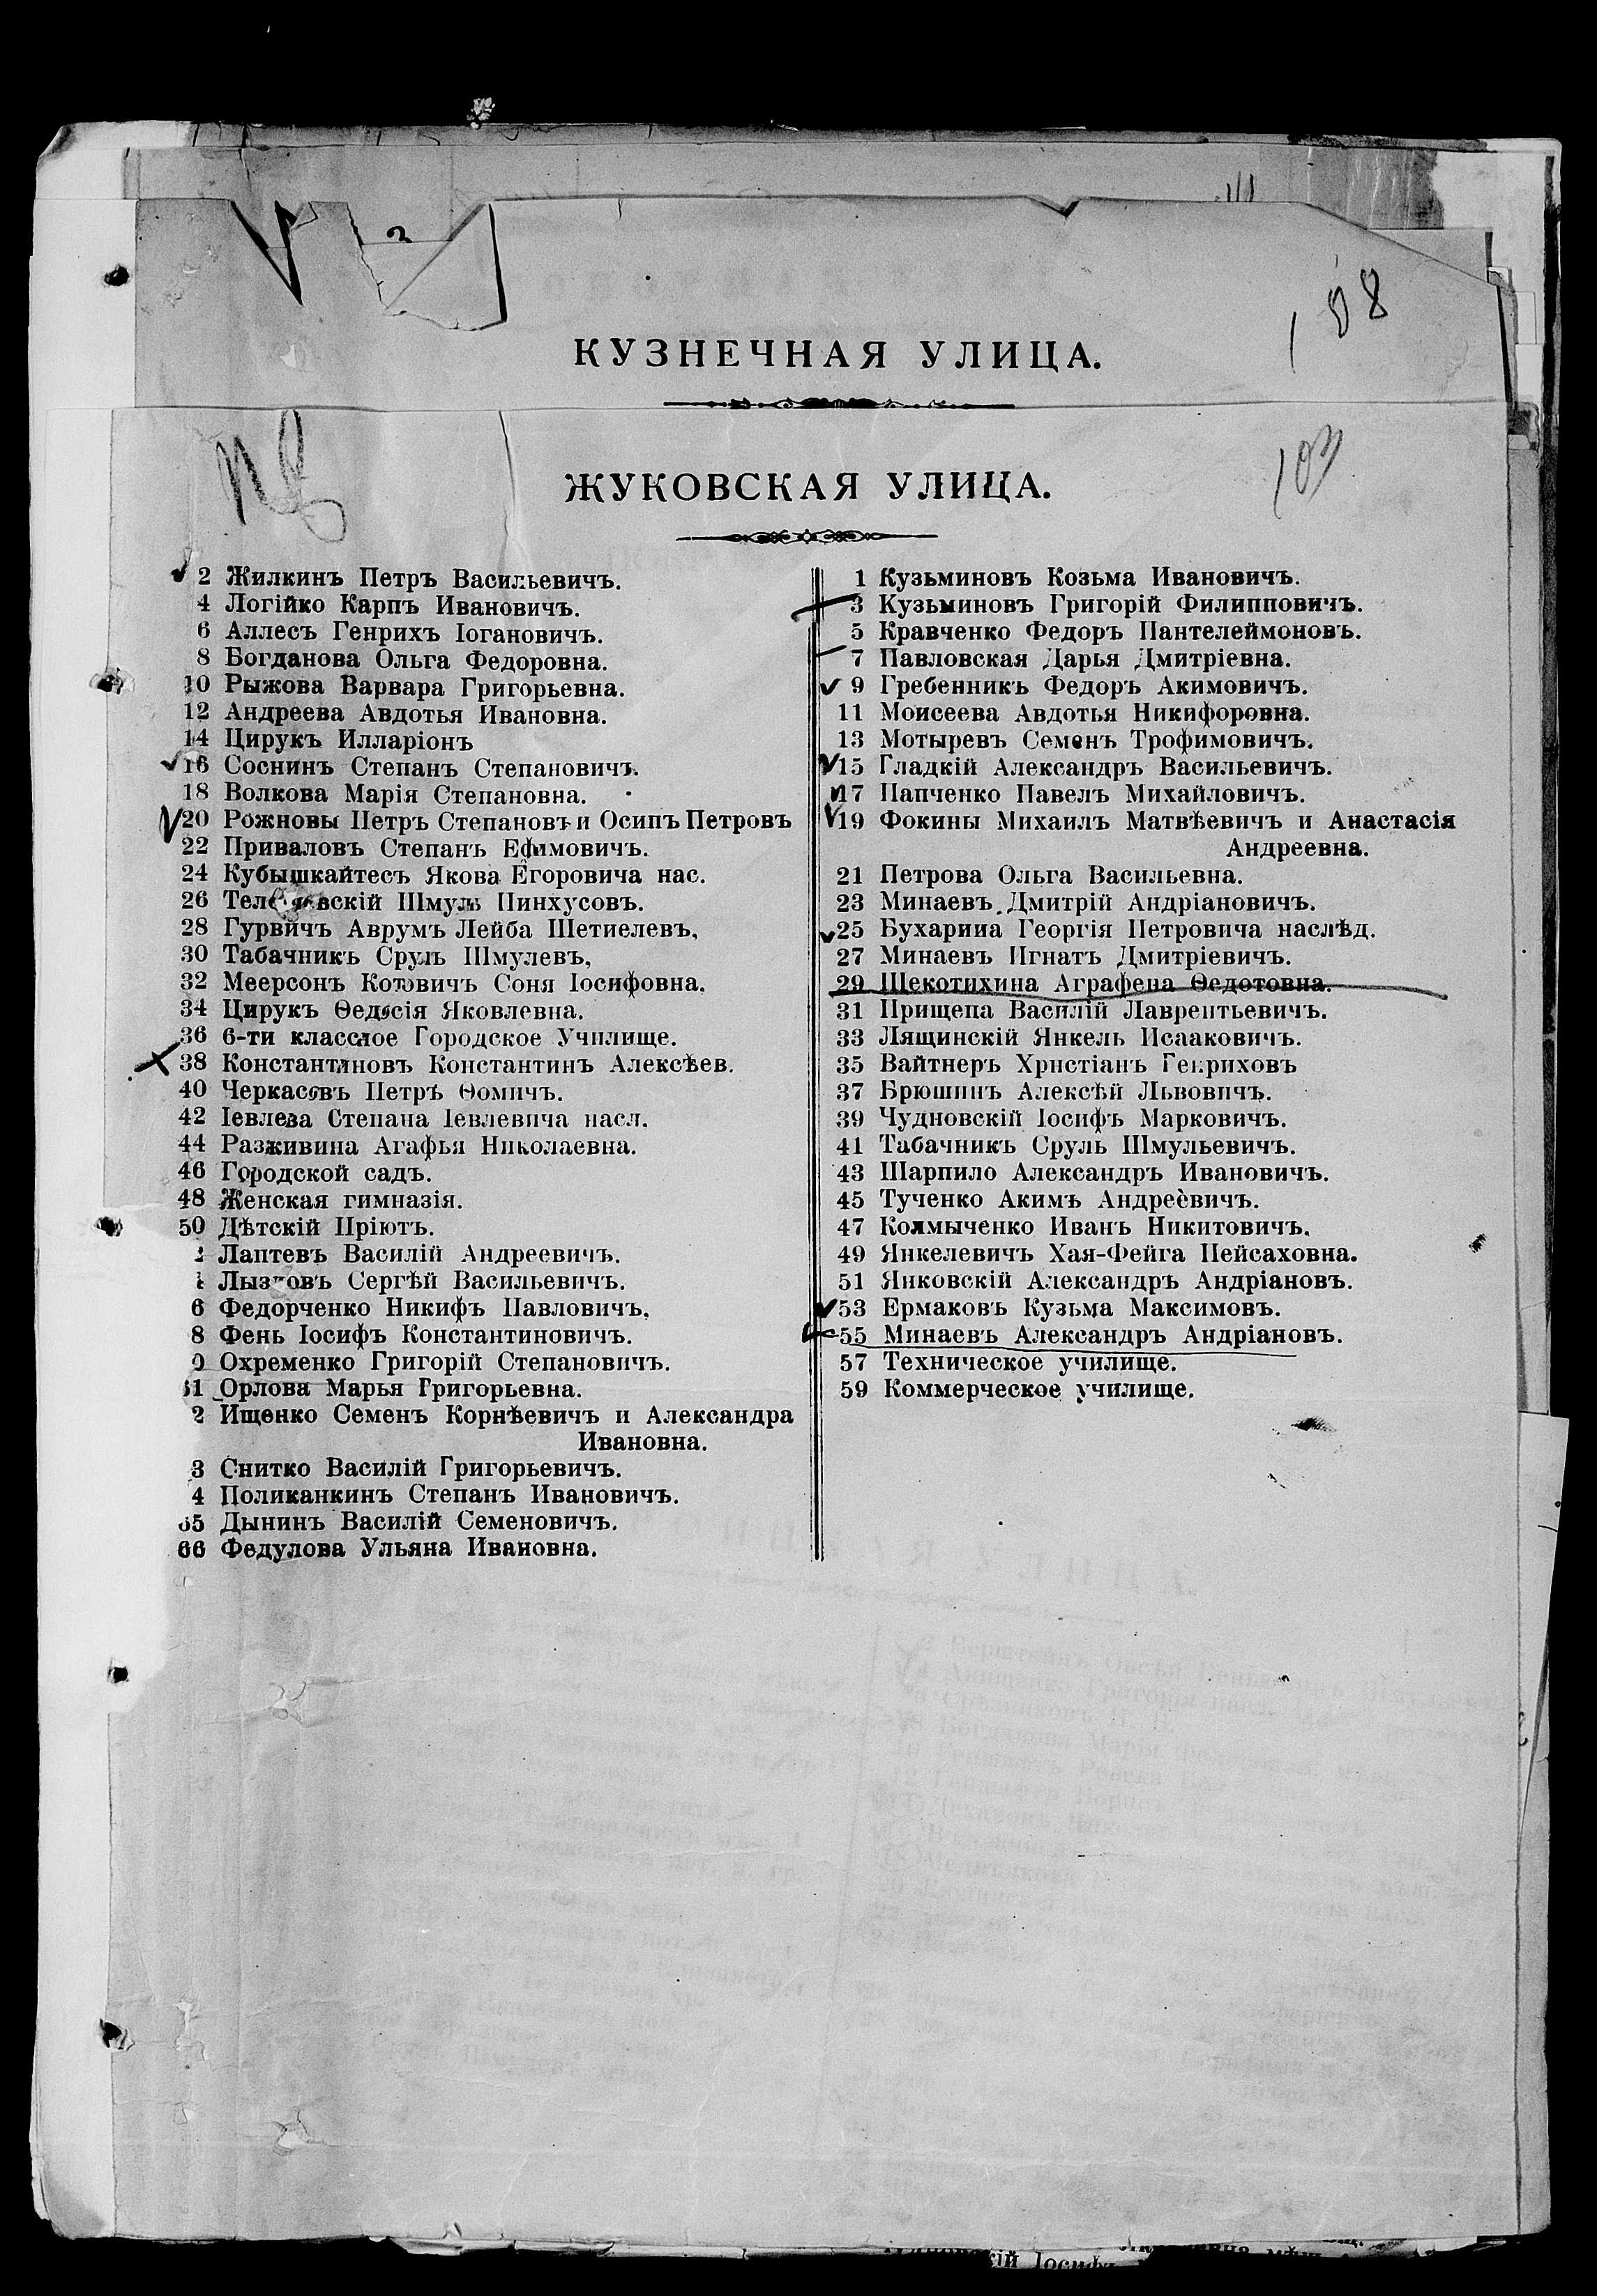 108
КУЗНЕЧНАЯ УЛИЦА.
103
ЖУКОВСКАЯ УЛИЦА.
2 Жилкинъ Петръ Васильевичъ.
4 Логійко Карпъ Ивановичъ.
6 Аллесъ Генрихъ Іогановичъ.
8 Богданова Ольга Федоровна.
10 Рыжова Варвара Григорьевна.
12 Андреева Авдотья Ивановна.
14 Цирукъ Илларіонъ
16 Соснинъ Степанъ Степановичъ.
18 Волкова Марія Степановна.
20 Рожновы Петръ Степановъ и Осипъ Петровъ
22 Приваловъ Степанъ Ефимовичъ.
24 Кубышкайтесъ Якова Егоровича нас.
26 Шмуль Пинхусовъ.
28 Гурвичъ Аврумъ Лейба Шетиелевъ,
30 Табачникъ Сруль Шмулевъ,
32 Меерсонъ Котовичъ Соня Іосифовна.
34 Цирукъ Ѳедосія Яковлевна.
36 6-ти классное Городское Училище.
38 Константиновъ Константинъ Алексѣев.
40 Черкасовъ Петръ Ѳомичъ.
42 Іевлева Степана Іевлевича насл.
44 Разживина Агафья Николаевна.
46 Городской садъ.
48 Женская гимназія.
50 Дѣтскій Пріютъ.
Лаптевъ Василій Андреевичъ.
Сергѣй Васильевичъ.
6 Федорченко Никифъ Павловичъ,
8 Фень Іосифъ Константиновичъ.
Охременко Григорій Степановичъ.
1 Орлова Марья Григорьевна.
2 Ищенко Семенъ Корнѣевичъ и Александра
Ивановна.
3 Снитко Василій Григорьевичъ.
4 Поликанкинъ Степанъ Ивановичъ.
65 Дынинъ Василій Семеновичъ.
66 Федулова Ульяна Ивановна.
1 Кузьминовъ Козьма Ивановичъ.
3 Кузьминовъ Григорій Филипповичъ.
5 Кравченко Федоръ Пантелеймоновъ.
7 Павловская Дарья Дмитріевна.
9 Гребенникъ Федоръ Акимовичъ.
11 Моисеева Авдотья Никифоровна.
13 Мотыревъ Семенъ Трофимовичъ.
15 Гладкій Александръ Васильевичъ.
17 Папченко Павелъ Михайловичъ.
19 Фокины Михаилъ Матвѣевичъ и Анастасія
Андреевна.
21 Петрова Ольга Васильевна.
23 Минаевъ Дмитрій Андріановичъ.
25 Бухарина Георгія Петровича наслѣд.
27 Минаевъ Игнатъ Дмитріевичъ.
29 Щекотихина Аграфена Ѳедотовна.
31 Прищепа Василій Лаврентьевичъ.
33 Лящинскій Янкель Исааковичъ.
35 Вайтнеръ Христіанъ Генриховъ
37 Брюшинъ Алексѣй Львовичъ.
39 Чудновскій Іосифъ Марковичъ.
41 Табачникъ Сруль Шмульевичъ.
43 Шарпило Александръ Ивановичъ.
45 Тученко Акимъ Андреевичъ.
47 Колмыченко Иванъ Никитовичъ.
49 Янкелевичъ Хая-Фейга Пейсаховна.
51 Янковскій Александръ Андріановъ.
53 Ермаковъ Кузьма Максимовъ.
55 Минаевъ Александръ Андріановъ.
57 Техническое училище.
59 Коммерческое училище.